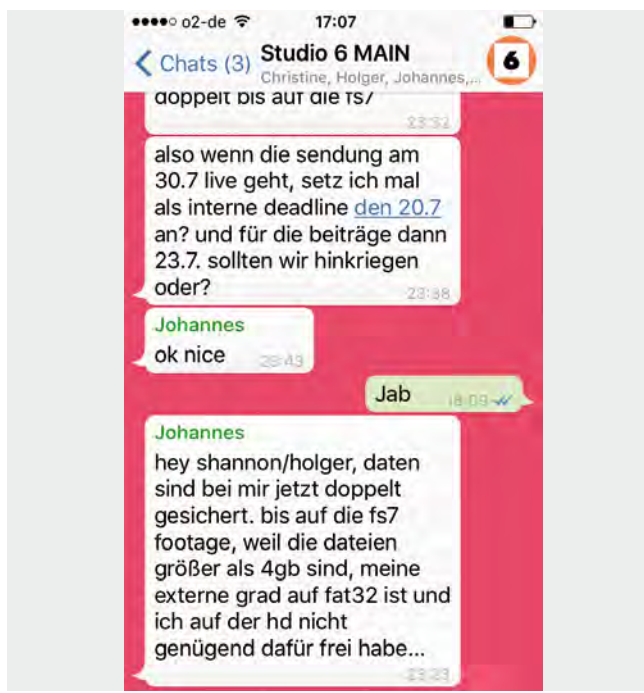 o2-de 17:07
Chats (3) Studio 6 MAIN
Christine, Holger, Johannes,... 6
doppelt bis auf die fs7
23:32
also wenn die sendung am
30.7 live geht, setz ich mal
als interne deadline den 20.7
an? und für die beiträge dann
23.7. sollten wir hinkriegen
oder? 23:38
Johannes
ok nice 23:43
Jab 18:09
Johannes
hey shannon/holger, daten
sind bei mir jetzt doppelt
gesichert. bis auf die fs7
footage, weil die dateien
größer als 4gb sind, meine
externe grad auf fat32 ist und
ich auf der hd nicht
genügend dafür frei habe...
23:23